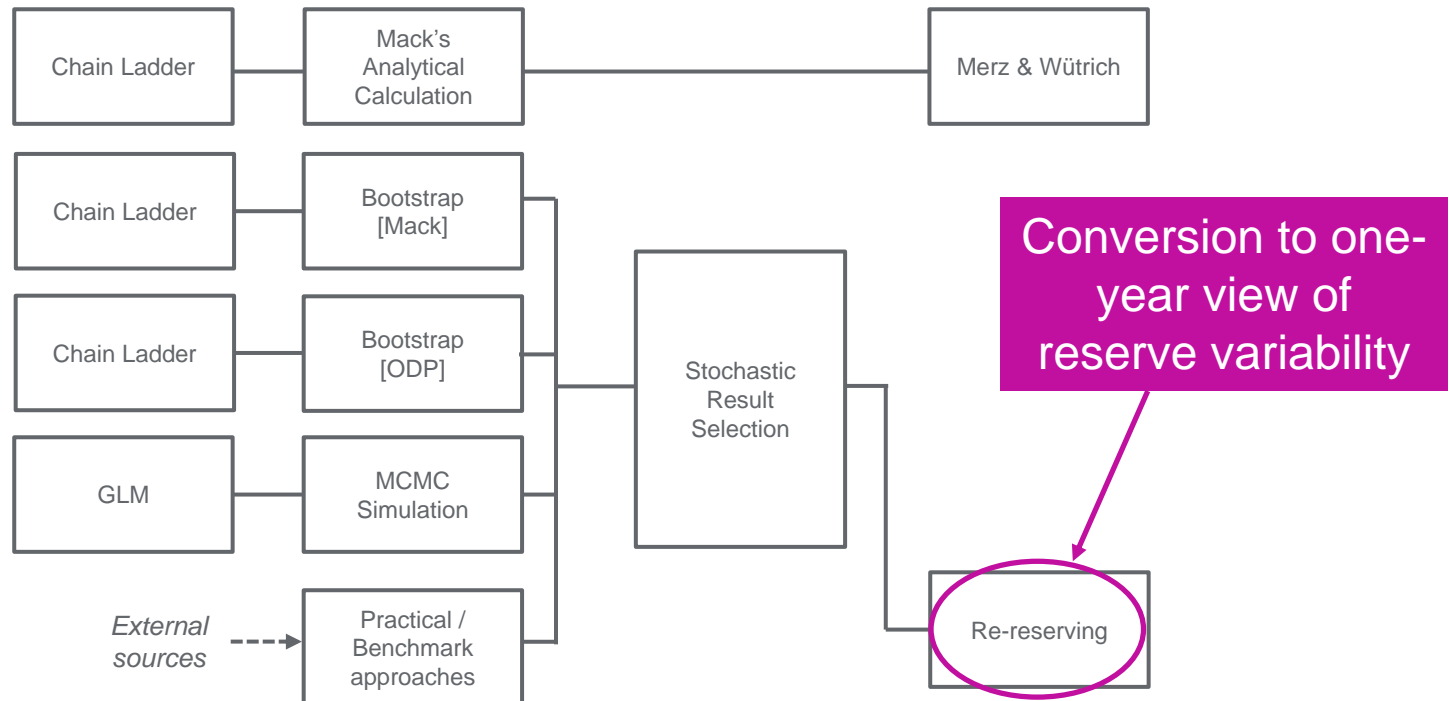 Chain Ladder
Mack's
Analytical
Calculation
Merz & Wütrich
Chain Ladder
Bootstrap
[Mack]
Chain Ladder
Bootstrap
[ODP]
GLM
MCMC
Simulation
External
sources
Practical /
Benchmark
approaches
Stochastic
Result
Selection
Conversion to one-
year view of
reserve variability
Re-reserving